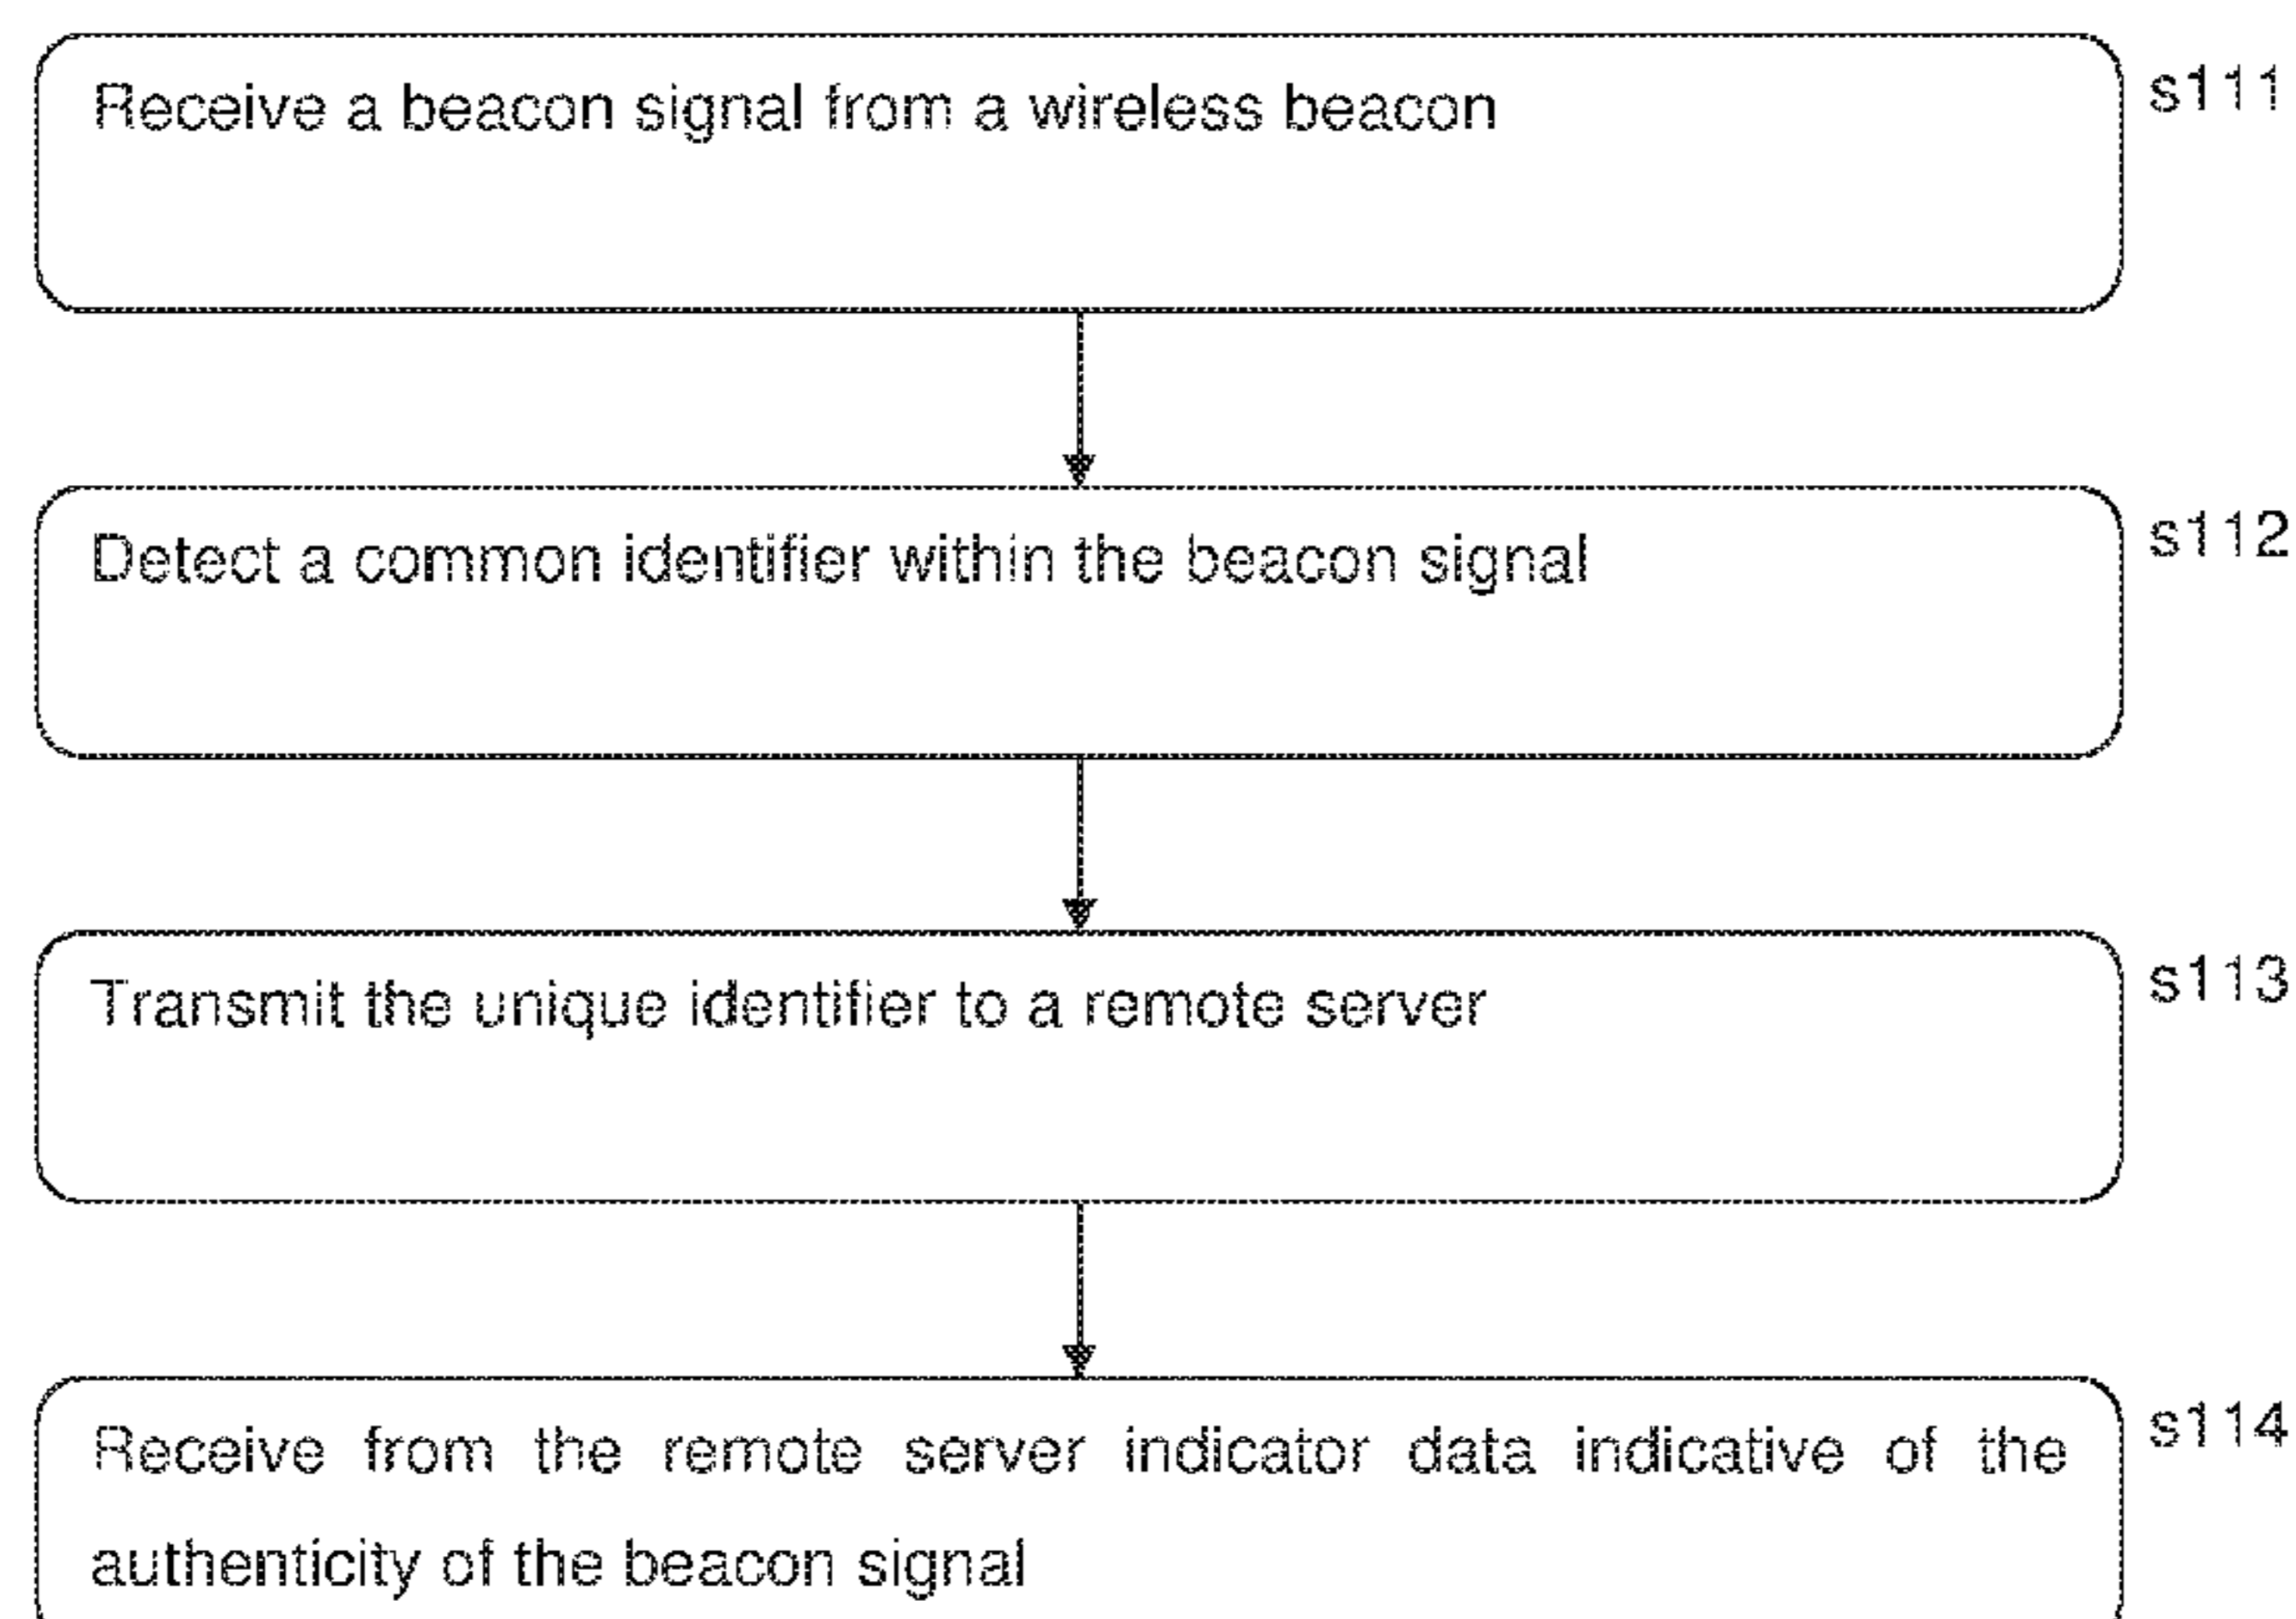 Receive a beacon signal from a wireless beacon
s111
Detect a common identifier within the beacon signal
s112
Transmit the unique identifier to a remote server
s113
Receive from the remote server indicator data indicative of the
s114
authenticity of the beacon signal